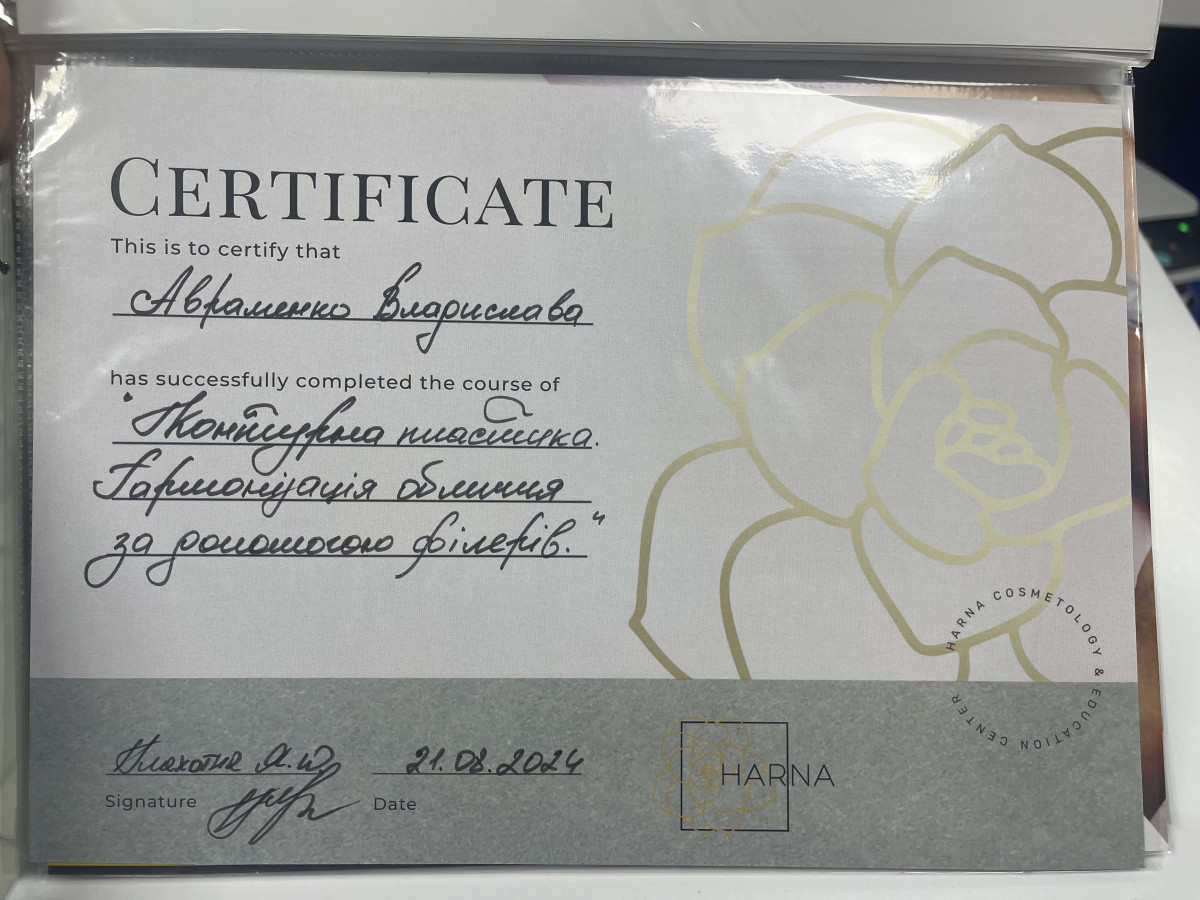 CERTIFICATE
This is to certify that
Авраменко Владислава
has successfully completed the course of
"Контурна пластика.
Гармонізація обличчя
за допомогою філерів."
А.Ю. 21.08.2024
Signature Date
HARNA
HARNA COSMETOLOGY & EDUCATION CENTER